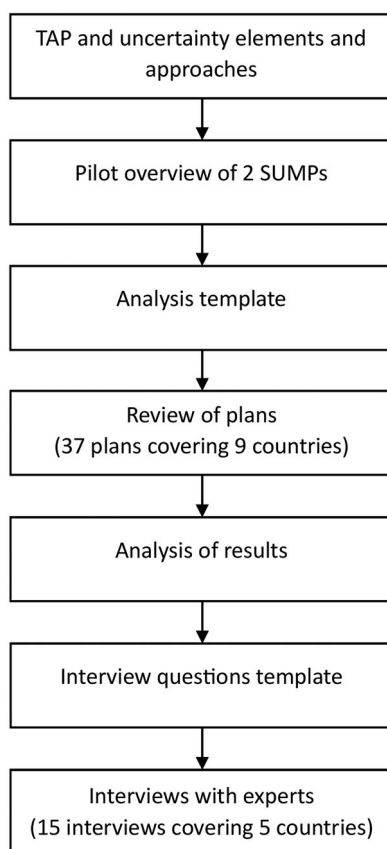 TAP and uncertainty elements and
approaches
Pilot overview of 2 SUMPs
Analysis template
Review of plans
(37 plans covering 9 countries)
Analysis of results
Interview questions template
Interviews with experts
(15 interviews covering 5 countries)